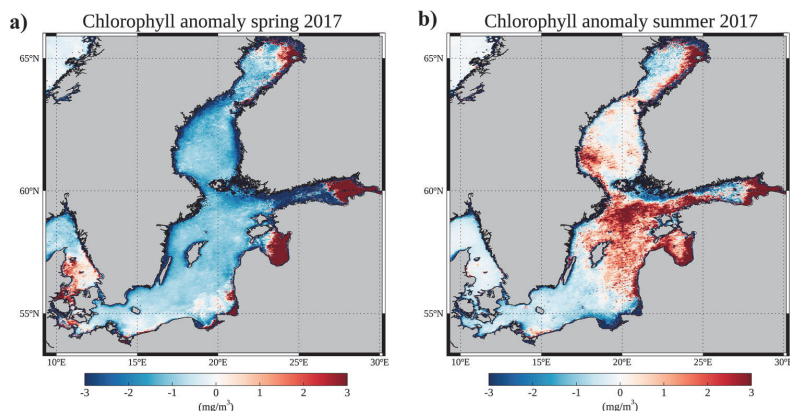 a)
Chlorophyll anomaly spring 2017
65°N
60°N
55°N
10°E 15°E 20°E 25°E 30°E
-3 -2 -1 0 1 2 3
(mg/m³)
b)
Chlorophyll anomaly summer 2017
65°N
60°N
55°N
10°E 15°E 20°E 25°E 30°E
-3 -2 -1 0 1 2 3
(mg/m³)